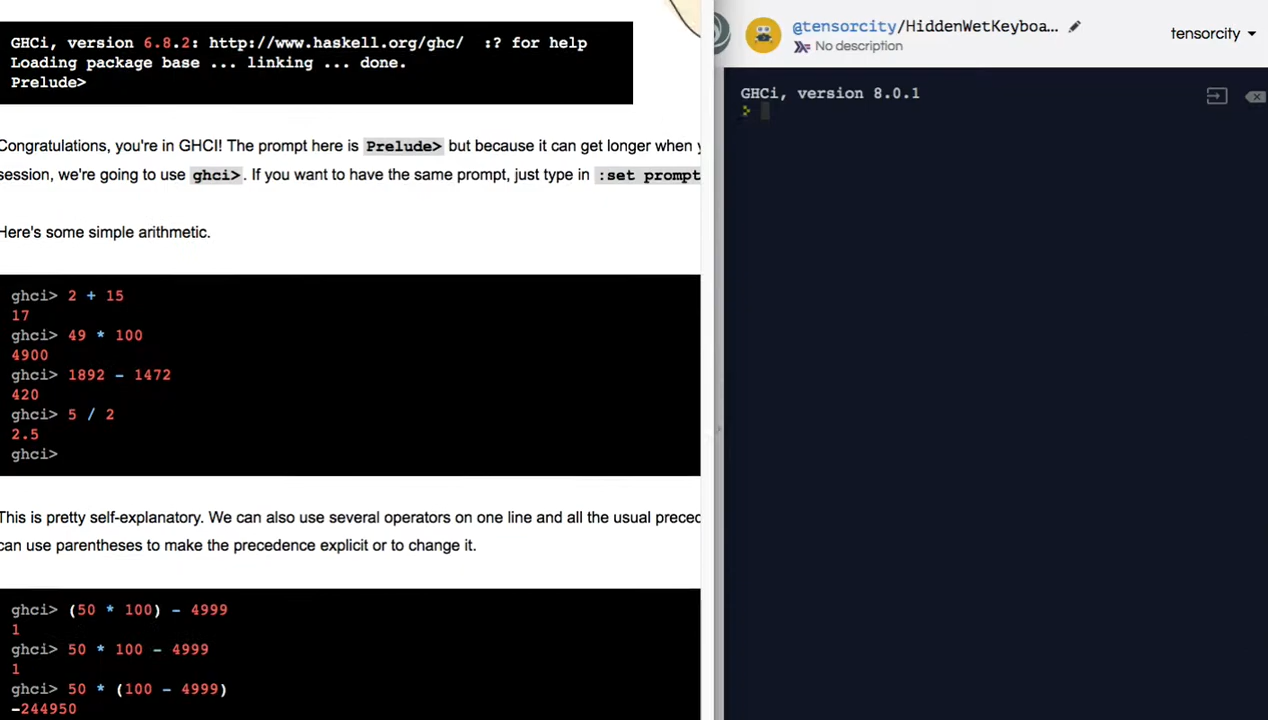 GHCi, version 6.8.2: http://www.haskell.org/ghc/  :? for help
Loading package base ... linking ... done.
Prelude>
Congratulations, you're in GHCI! The prompt here is Prelude> but because it can get longer when
session, we're going to use ghci>. If you want to have the same prompt, just type in :set prompt
Here's some simple arithmetic.
ghci> 2 + 15
17
ghci> 49 * 100
4900
ghci> 1892 - 1472
420
ghci> 5 / 2
2.5
ghci>
This is pretty self-explanatory. We can also use several operators on one line and all the usual preced
can use parentheses to make the precedence explicit or to change it.
ghci> (50 * 100) - 4999
1
ghci> 50 * 100 - 4999
1
ghci> 50 * (100 - 4999)
-244950
@tensorcity/HiddenWetKeyboa...
No description
tensorcity
GHCi, version 8.0.1
>